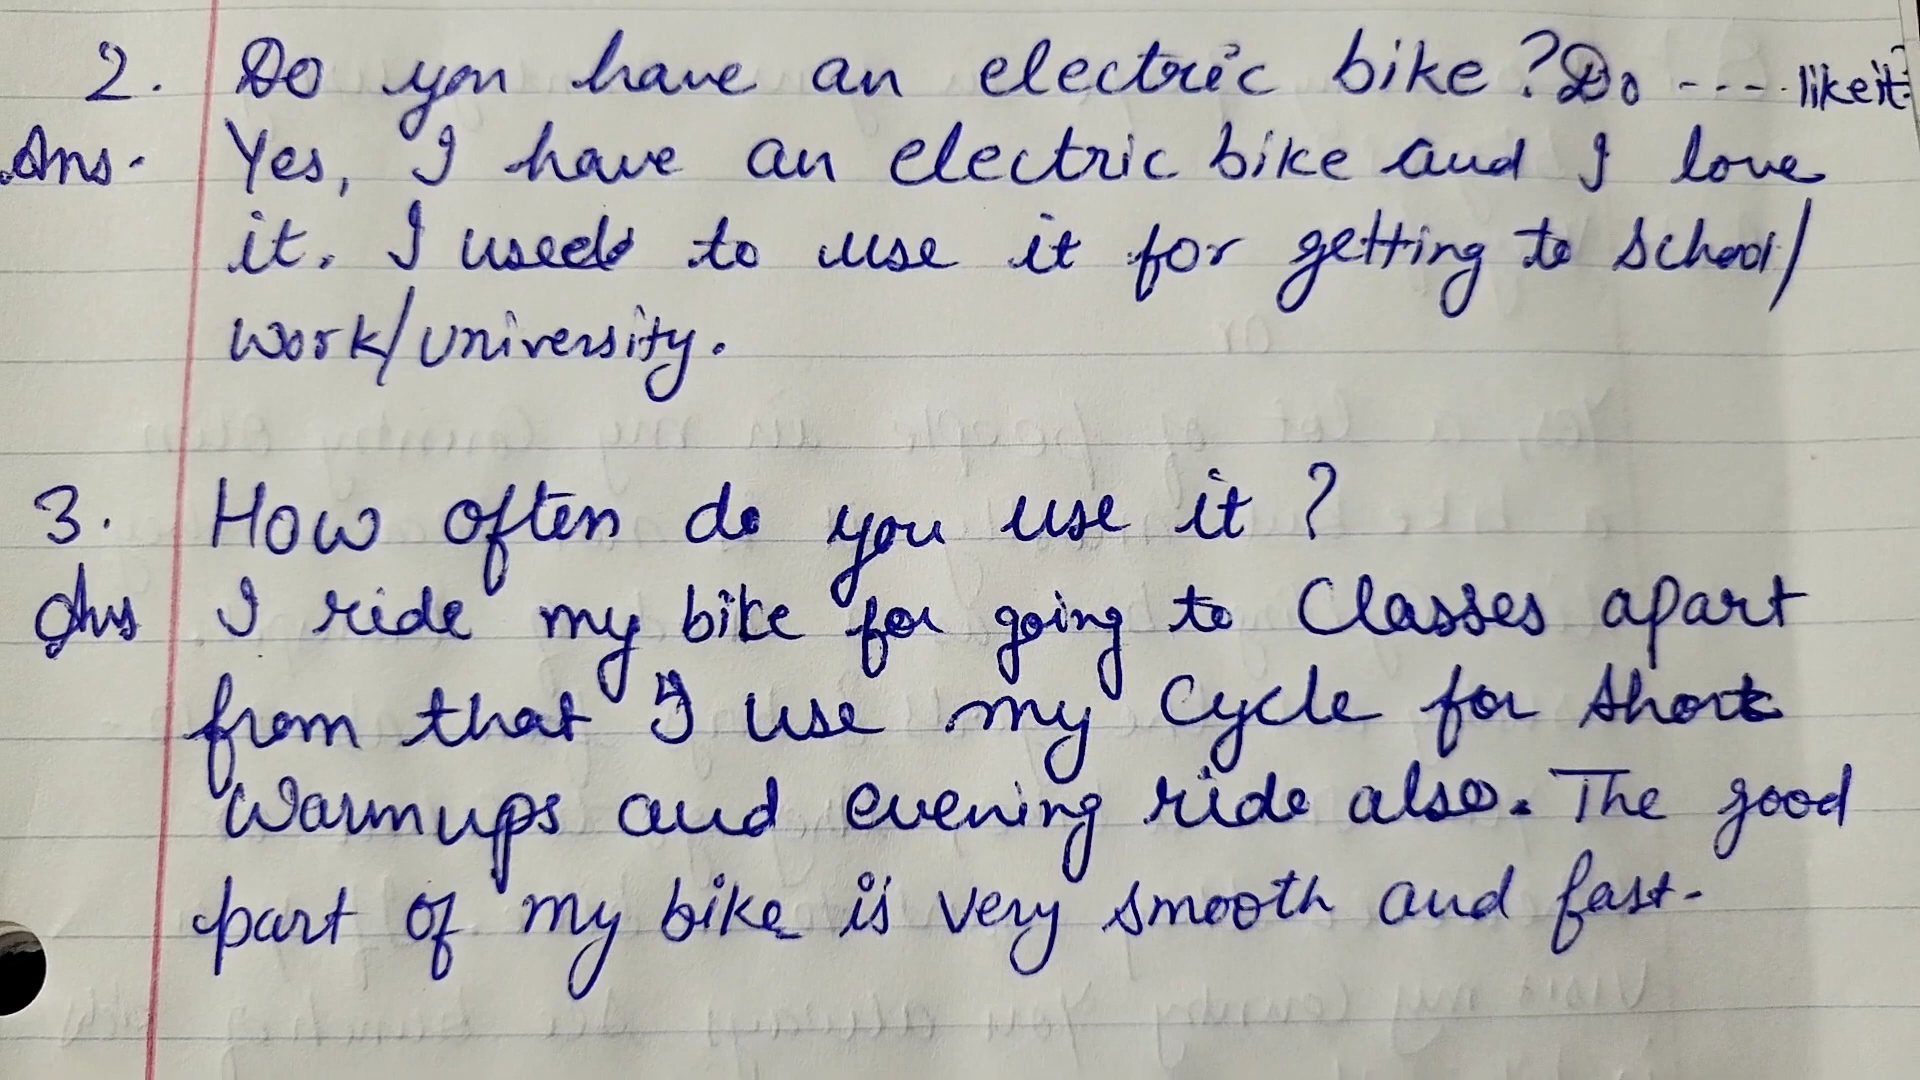 2. Do you have an electric bike? Do ---- like it?
Ans- Yes, I have an electric bike and I love
it. I used to use it for getting to school/
work/university.
3. How often do you use it?
Ans I ride my bike for going to Classes apart
from that I use my Cycle for short
Warmups and evening ride also. The good
part of my bike is very smooth and fast.